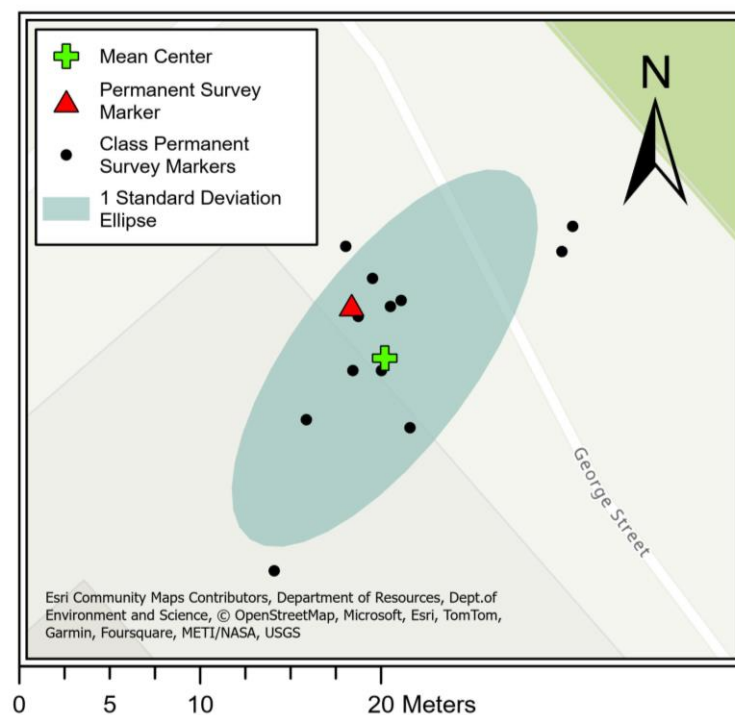 Mean Center
Permanent Survey
Marker
Class Permanent
Survey Markers
1 Standard Deviation
Ellipse
N
George Street
Esri Community Maps Contributors, Department of Resources, Dept.of
Environment and Science, © OpenStreetMap, Microsoft, Esri, TomTom,
Garmin, Foursquare, METI/NASA, USGS
0 5 10 20 Meters